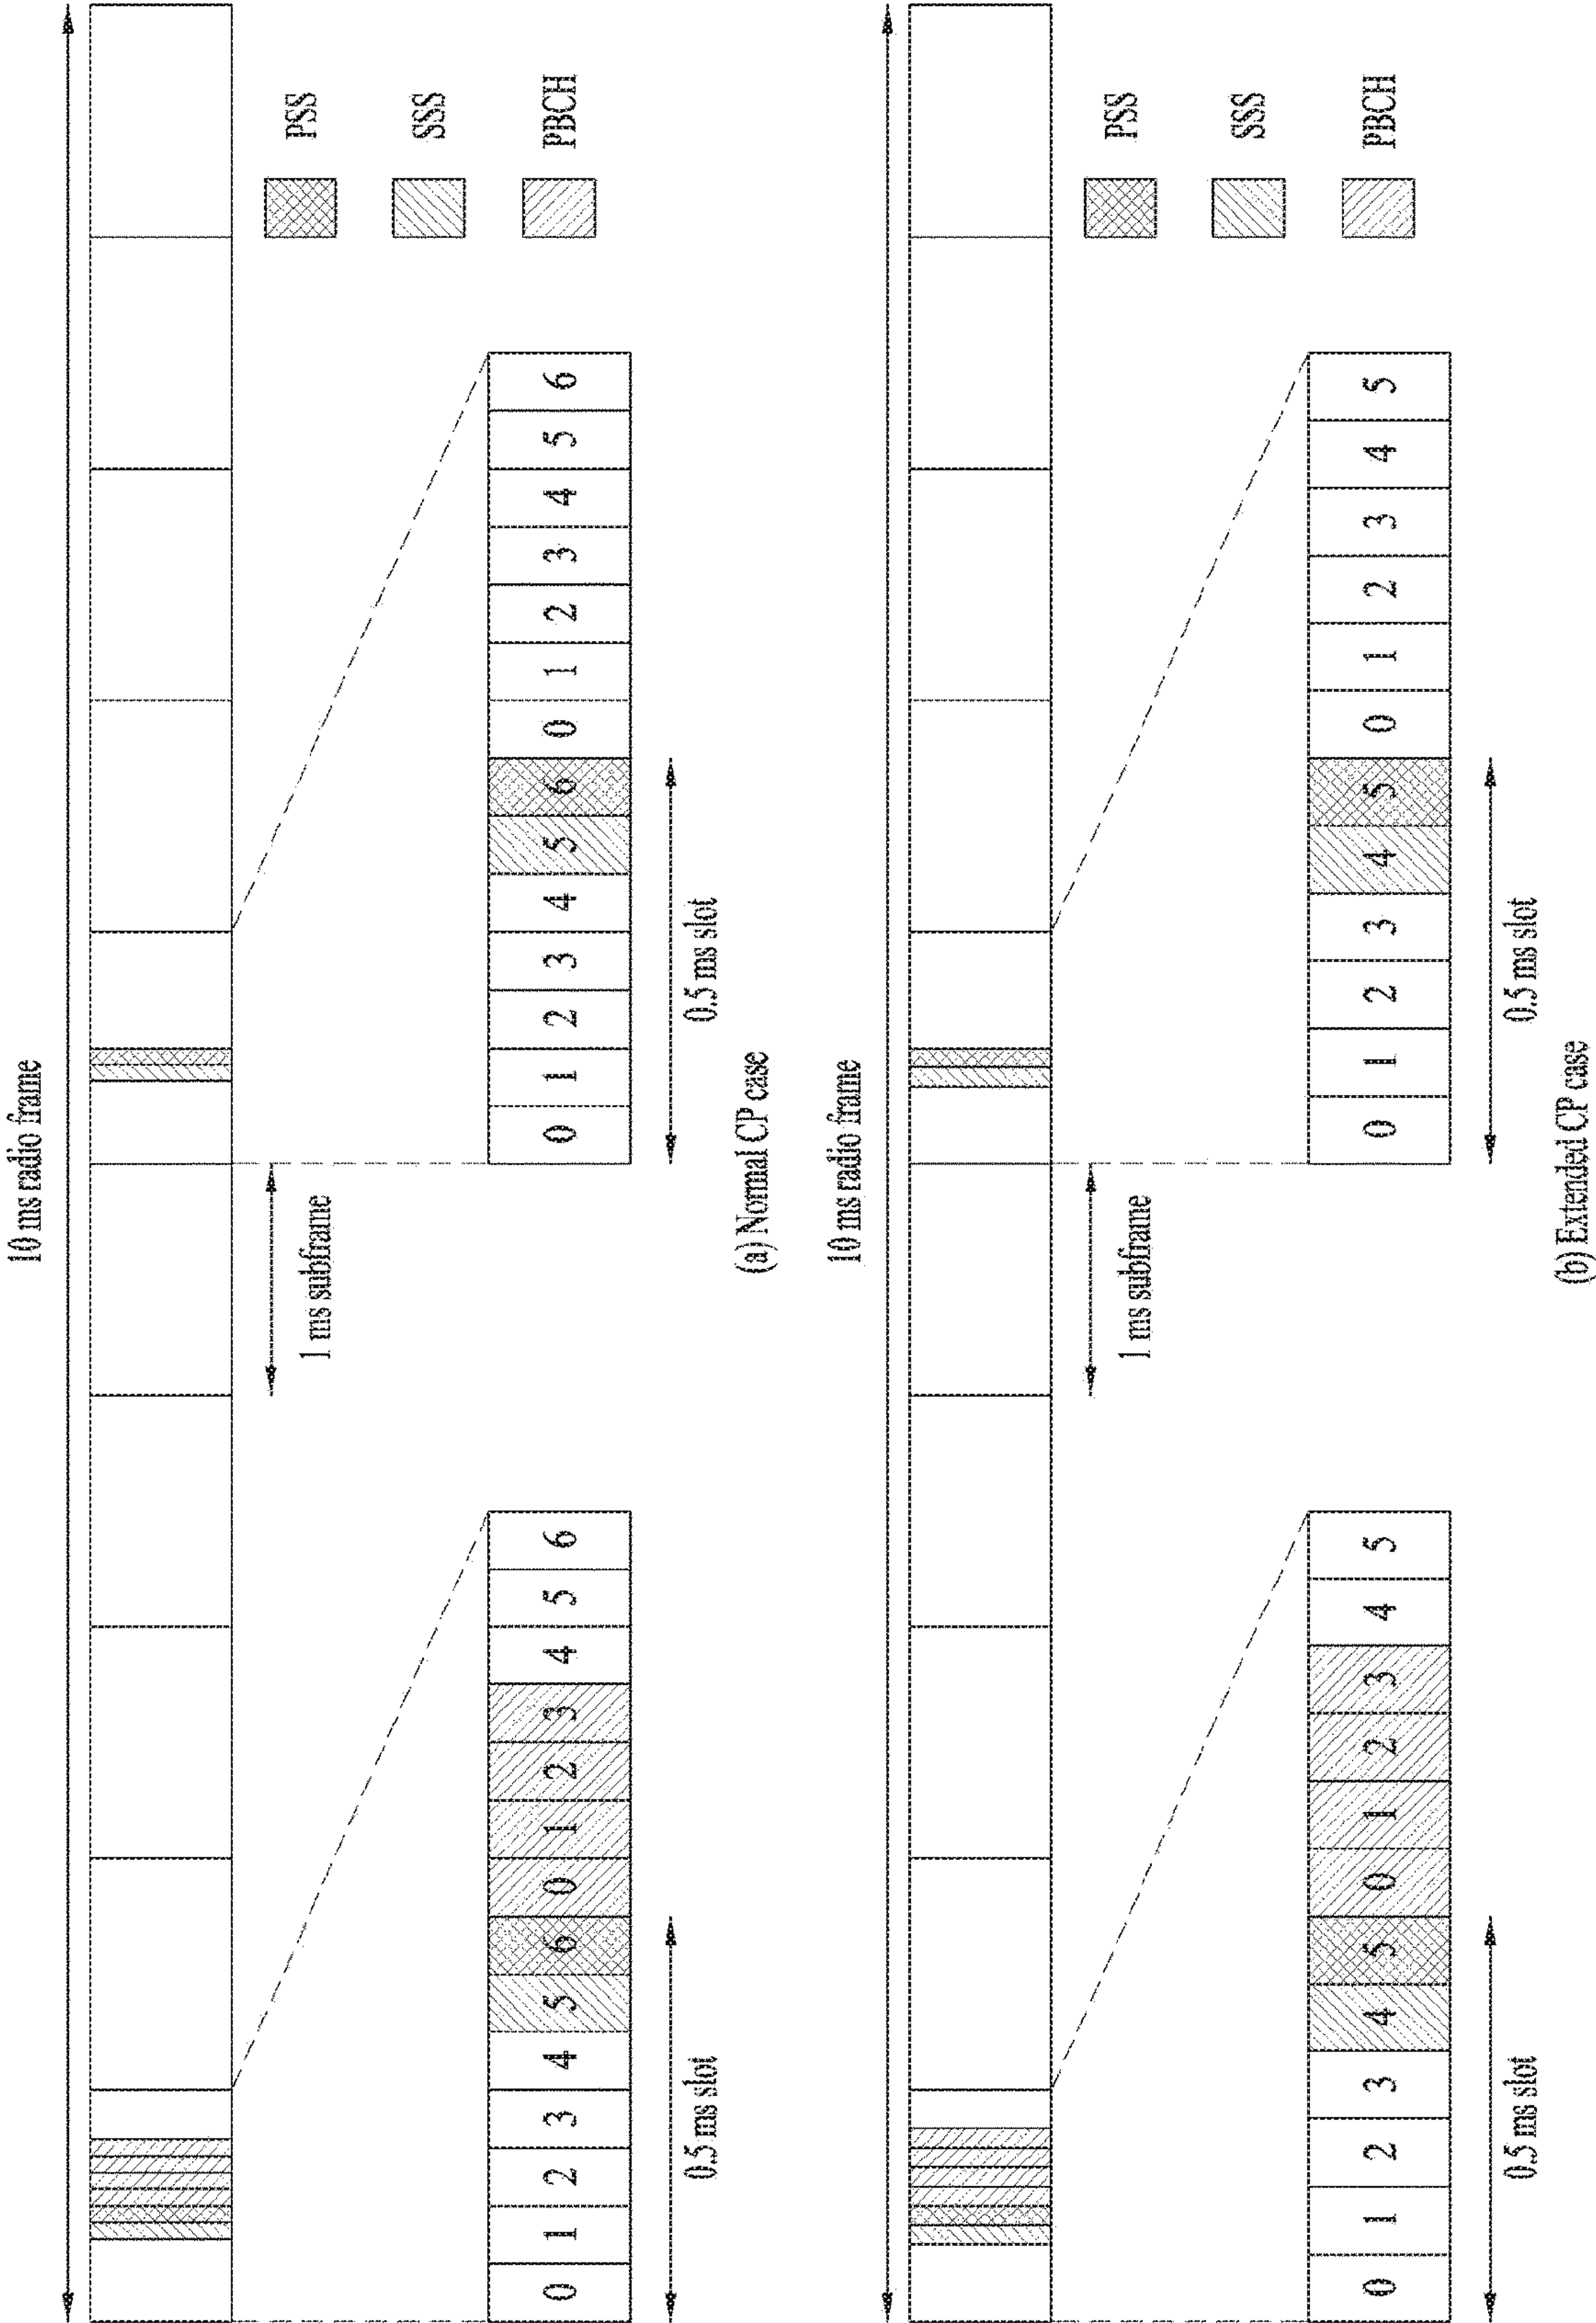 10 ms radio frame
PSS
SSS
PBCH
1 ms subframe
0 1 2 3 4 5 6 0 1 2 3 4 5 6
0 1 2 3 4 5 6 0 1 2 3 4 5 6
0.5 ms slot
0.5 ms slot
(a) Normal CP case
10 ms radio frame
PSS
SSS
PBCH
1 ms subframe
0 1 2 3 4 5 0 1 2 3 4 5
0 1 2 3 4 5 0 1 2 3 4 5
0.5 ms slot
0.5 ms slot
(b) Extended CP case